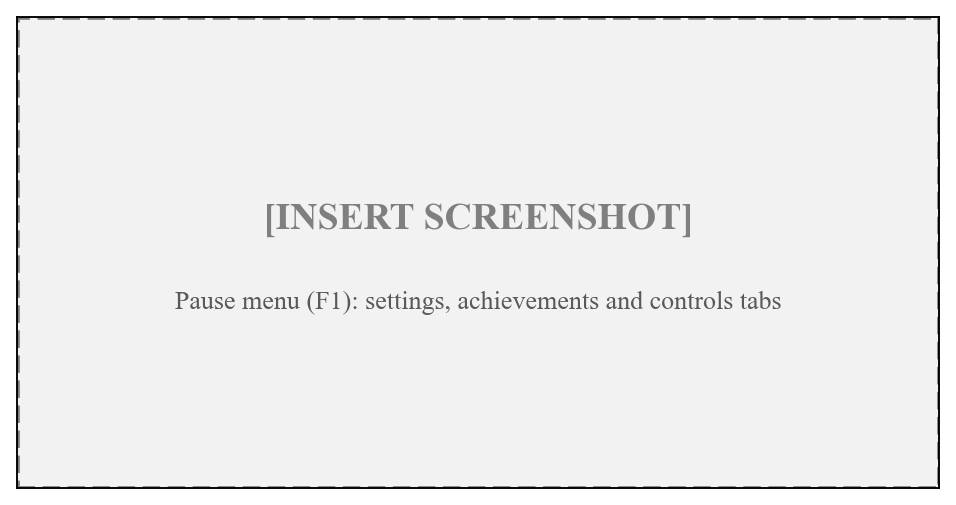 [INSERT SCREENSHOT]
Pause menu (F1): settings, achievements and controls tabs